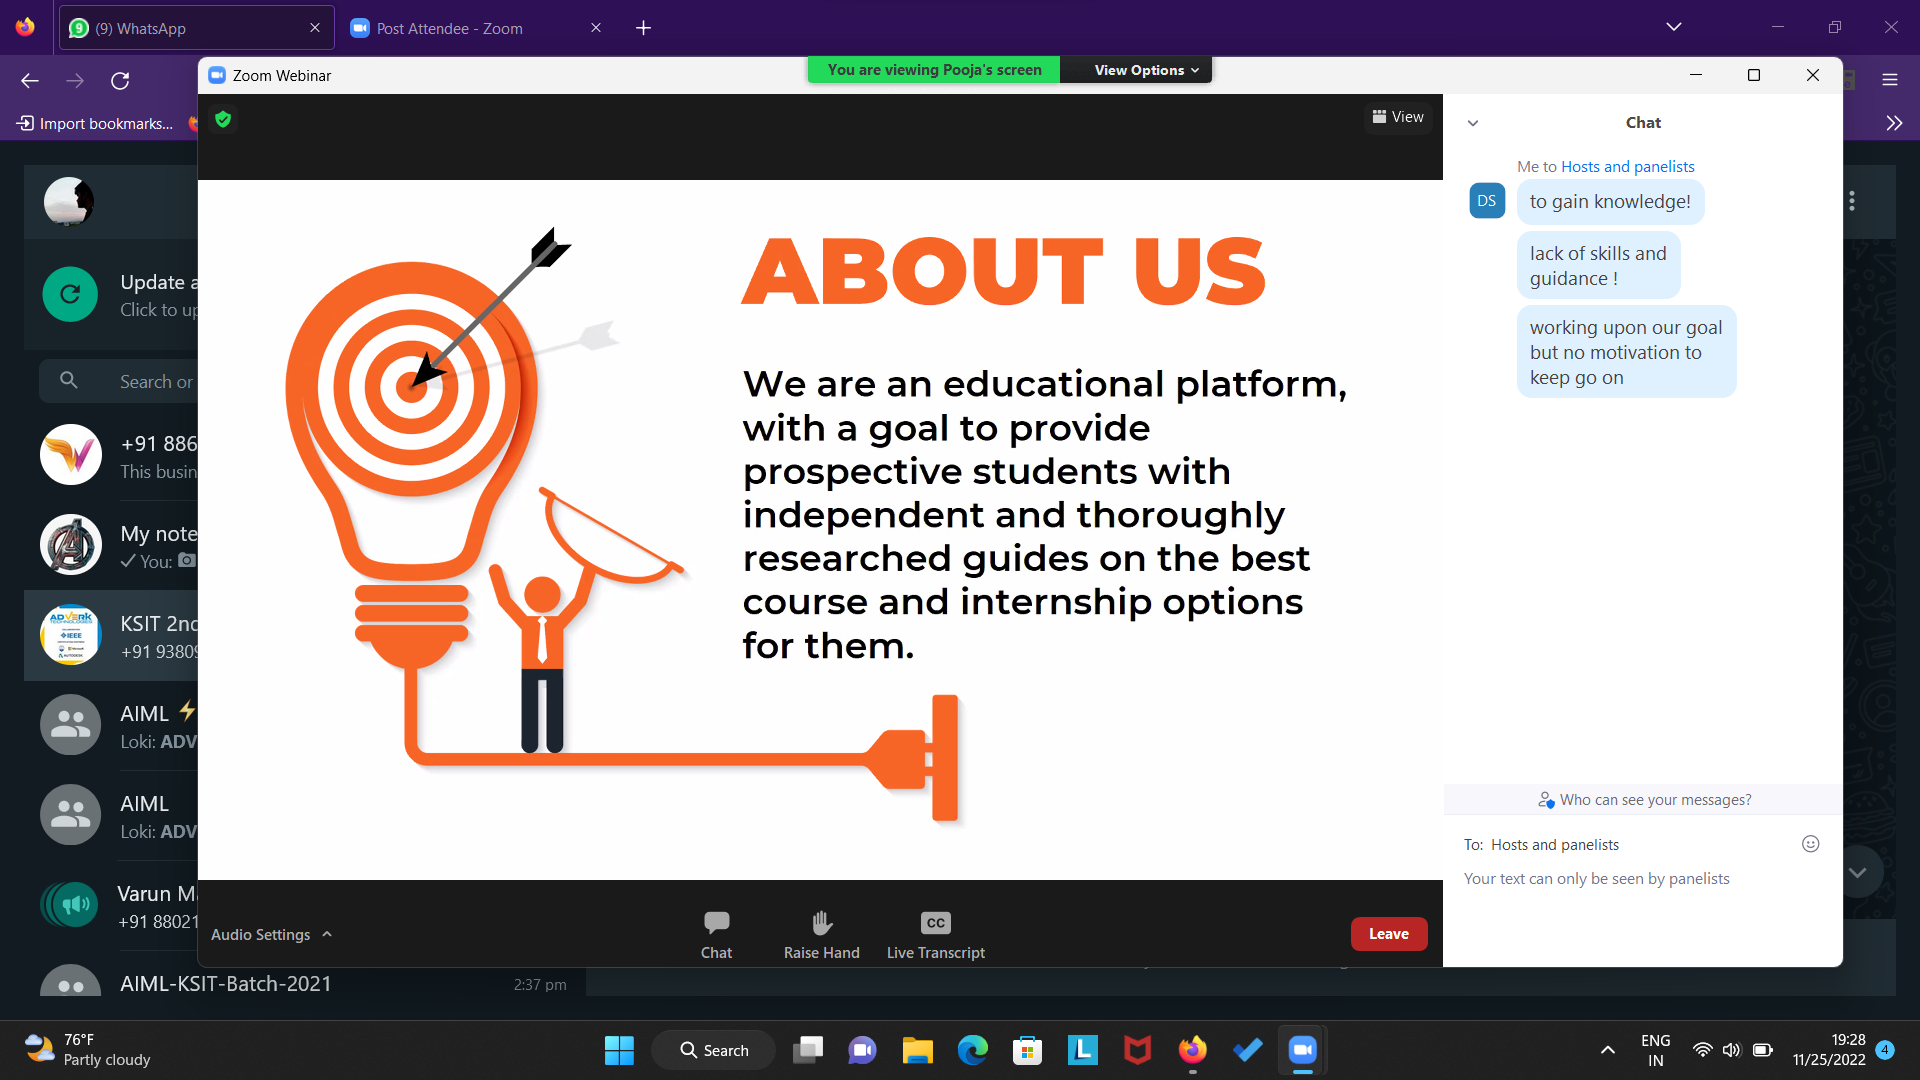 (9) WhatsApp
Post Attendee - Zoom
Import bookmarks...
Zoom Webinar
You are viewing Pooja's screen
View Options
View
Chat
Me to Hosts and panelists
DS
to gain knowledge!
lack of skills and
guidance !
working upon our goal
but no motivation to
keep go on
Who can see your messages?
To: Hosts and panelists
Your text can only be seen by panelists
ABOUT US
We are an educational platform,
with a goal to provide
prospective students with
independent and thoroughly
researched guides on the best
course and internship options
for them.
Update a
Click to up
Search or
+91 886
This busin
My note
You:
ADVERK
TECHNOLOGIES
IEEE
KSIT 2nd
+91 9380
AIML ⚡
Loki: ADV
AIML
Loki: ADV
Varun M
+91 88021
AIML-KSIT-Batch-2021
2:37 pm
Audio Settings
Chat
Raise Hand
CC
Live Transcript
Leave
76°F
Partly cloudy
Search
L
ENG
IN
19:28
11/25/2022
4